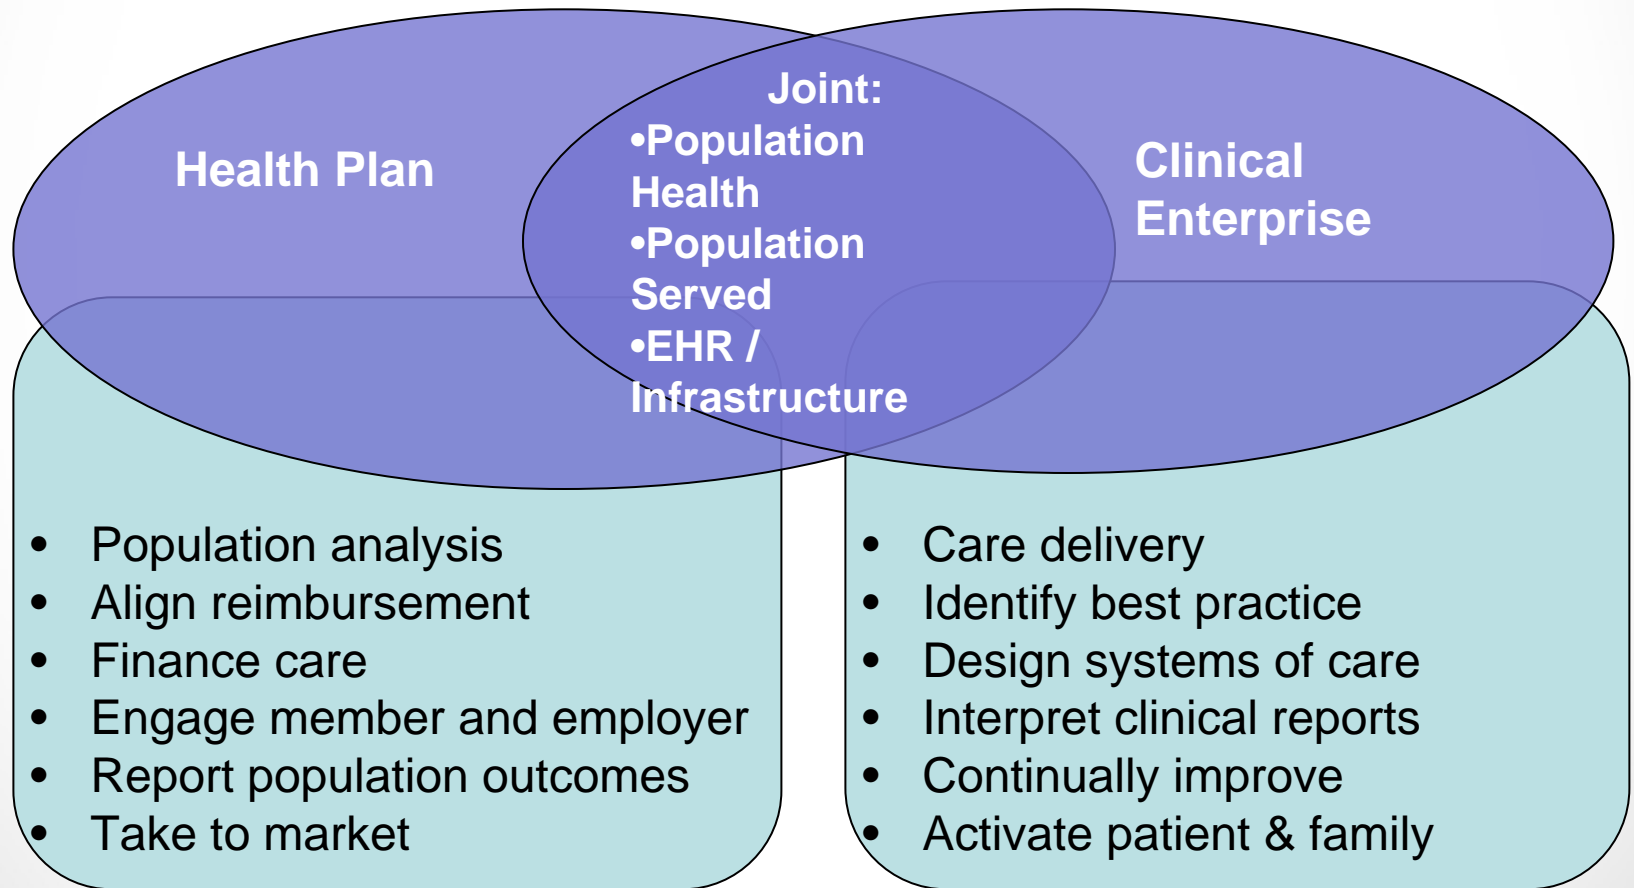 Health Plan
Joint:
•Population
Health
•Population
Served
•EHR /
Infrastructure
Clinical
Enterprise
• Population analysis
• Align reimbursement
• Finance care
• Engage member and employer
• Report population outcomes
• Take to market
• Care delivery
• Identify best practice
• Design systems of care
• Interpret clinical reports
• Continually improve
• Activate patient & family